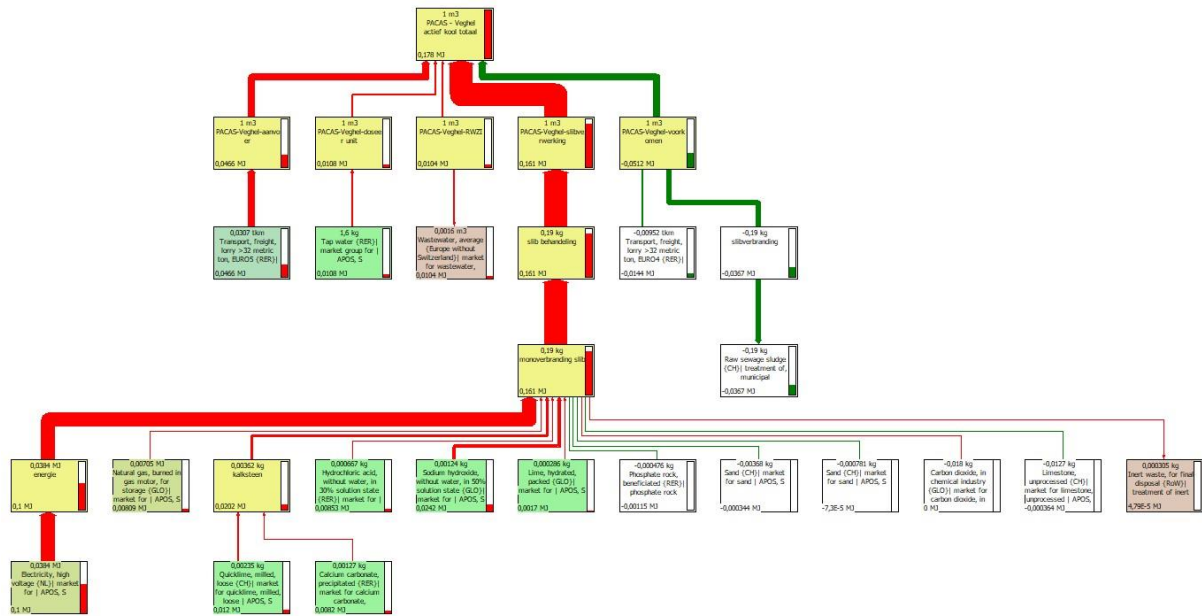 1 m3
PACAS - Veghel
actief kool totaal
0,178 MJ
1 m3
PACAS-Veghel-aanvo
er
0,0466 MJ
1 m3
PACAS-Veghel-doseer
r unit
0,0108 MJ
1 m3
PACAS-Veghel-RWZI
0,0104 MJ
1 m3
PACAS-Veghel-slibve
rwerking
0,161 MJ
1 m3
PACAS-Veghel-voork
omen
-0,0512 MJ
0,0307 tkm
Transport, freight,
lorry >32 metric
ton, EURO5 {RER}|
0,0466 MJ
1,6 kg
Tap water {RER}|
market group for |
APOS, S
0,0108 MJ
0,0016 m3
Wastewater, average
{Europe without
Switzerland}| market
for wastewater,
0,0104 MJ
0,19 kg
slib behandeling
0,161 MJ
-0,00952 tkm
Transport, freight,
lorry >32 metric
ton, EURO4 {RER}|
-0,0144 MJ
-0,19 kg
slibverbranding
-0,0367 MJ
0,19 kg
monoverbranding slib
0,161 MJ
-0,19 kg
Raw sewage sludge
{CH}| treatment of,
municipal
-0,0367 MJ
0,0384 MJ
energie
0,1 MJ
0,00705 MJ
Natural gas, burned in
gas motor, for
storage {GLO}|
market for | APOS, S
0,00809 MJ
0,00362 kg
kalksteen
0,0202 MJ
0,000667 kg
Hydrochloric acid,
without water, in
30% solution state
{RER}| market for |
0,00853 MJ
0,00124 kg
Sodium hydroxide,
without water, in 50%
solution state {GLO}|
market for | APOS, S
0,0242 MJ
0,000286 kg
Lime, hydrated,
packed {GLO}|
market for | APOS, S
0,0017 MJ
-0,000476 kg
Phosphate rock,
beneficiated {RER}|
phosphate rock
-0,00115 MJ
-0,00368 kg
Sand {CH}| market
for sand | APOS, S
-0,000344 MJ
-0,000781 kg
Sand {CH}| market
for sand | APOS, S
-7,3E-5 MJ
-0,018 kg
Carbon dioxide, in
chemical industry
{GLO}| market for
carbon dioxide, in
0 MJ
-0,0127 kg
Limestone,
unprocessed {CH}|
market for limestone,
unprocessed | APOS,
-0,000364 MJ
0,000305 kg
Inert waste, for final
disposal {RoW}|
treatment of inert
4,79E-5 MJ
0,0384 MJ
Electricity, high
voltage {NL}| market
for | APOS, S
0,1 MJ
0,00235 kg
Quicklime, milled,
loose {CH}| market
for quicklime, milled,
loose | APOS, S
0,012 MJ
0,00127 kg
Calcium carbonate,
precipitated {RER}|
market for calcium
carbonate,
0,0082 MJ